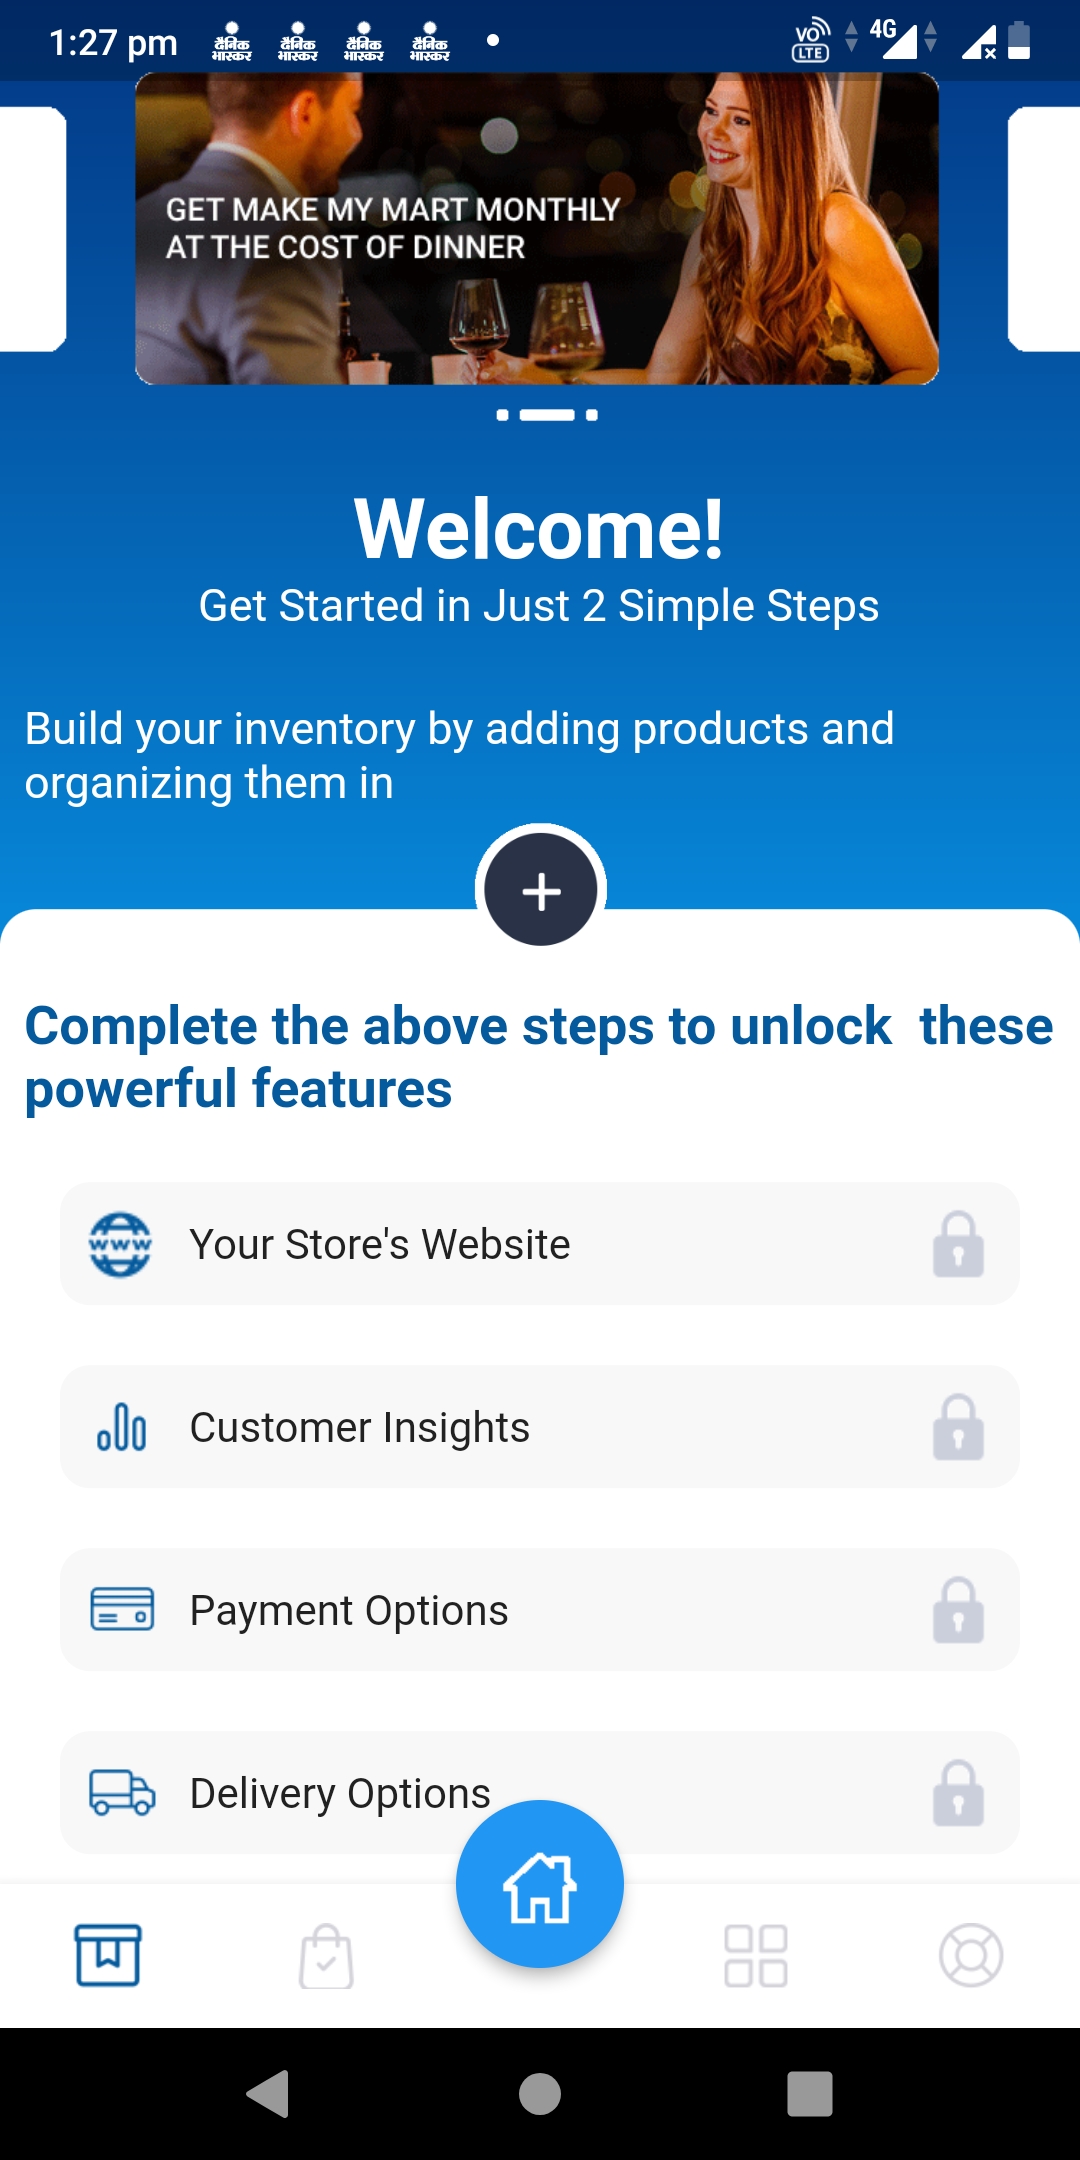 1:27 pm
दैनिक भास्कर दैनिक भास्कर दैनिक भास्कर दैनिक भास्कर
VO LTE 4G
GET MAKE MY MART MONTHLY
AT THE COST OF DINNER
Welcome!
Get Started in Just 2 Simple Steps
Build your inventory by adding products and
organizing them in
Complete the above steps to unlock  these
powerful features
www Your Store's Website
Customer Insights
Payment Options
Delivery Options